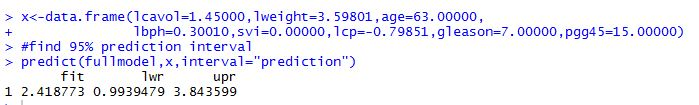 > x<-data.frame(lcavol=1.45000,lweight=3.59801,age=63.00000,
+ lbph=0.30010,svi=0.00000,lcp=-0.79851,gleason=7.00000,pgg45=15.00000)
> #find 95% prediction interval
> predict(fullmodel,x,interval="prediction")
fit lwr upr
1 2.418773 0.9939479 3.843599